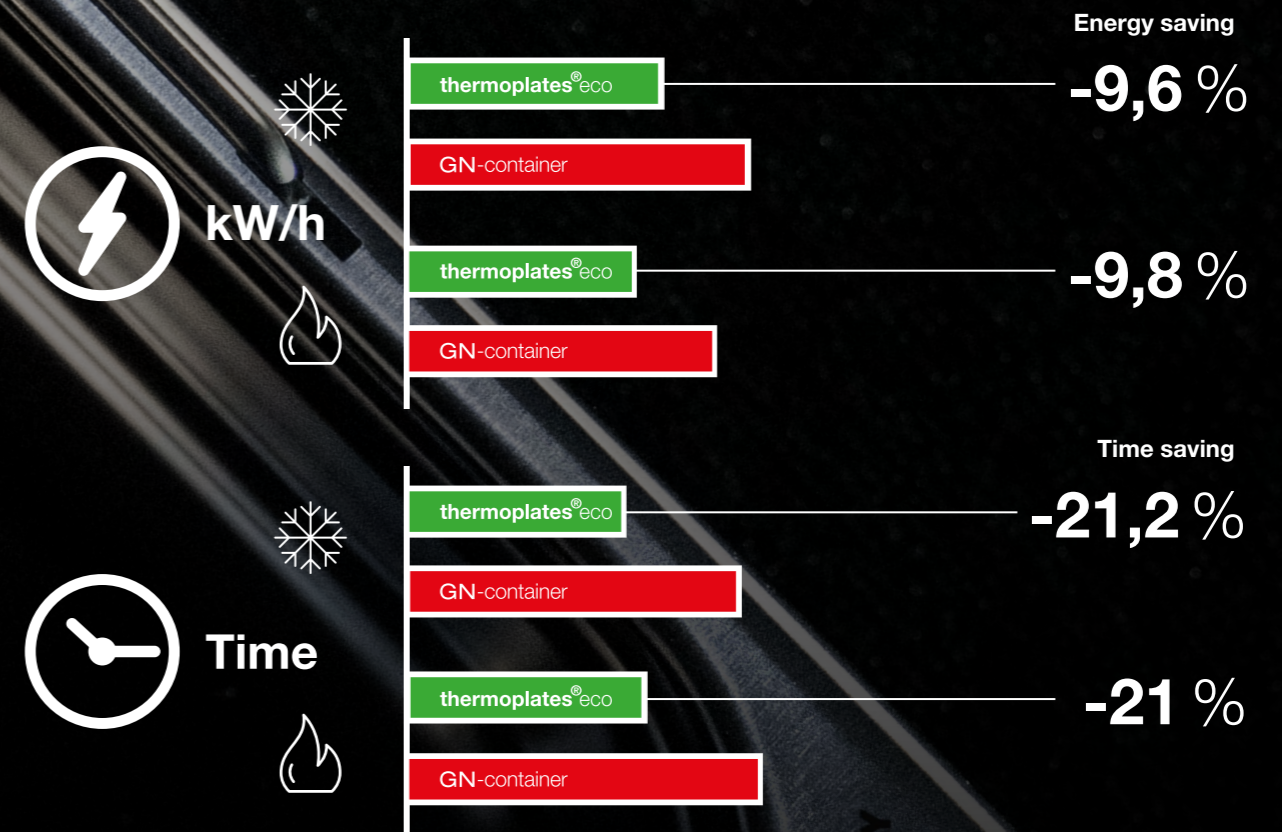 Energy saving
thermoplates®eco
-9,6 %
GN-container
kW/h
thermoplates®eco
-9,8 %
GN-container
Time saving
thermoplates®eco
-21,2 %
GN-container
Time
thermoplates®eco
-21 %
GN-container
Y